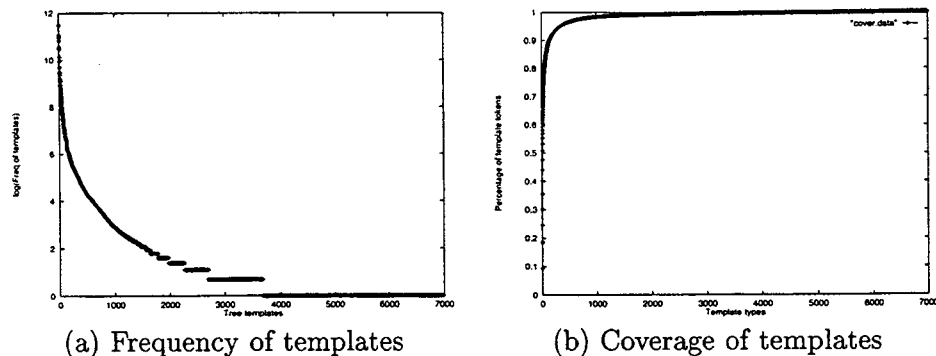 12
10
8
6
4
2
0
log(Freq of templates)
0 1000 2000 3000 4000 5000 6000 7000
Tree templates
(a) Frequency of templates
1
0.9
0.8
0.7
0.6
0.5
0.4
0.3
0.2
0.1
0
Percentage of template tokens
"cover.data"
0 1000 2000 3000 4000 5000 6000 7000
Template types
(b) Coverage of templates